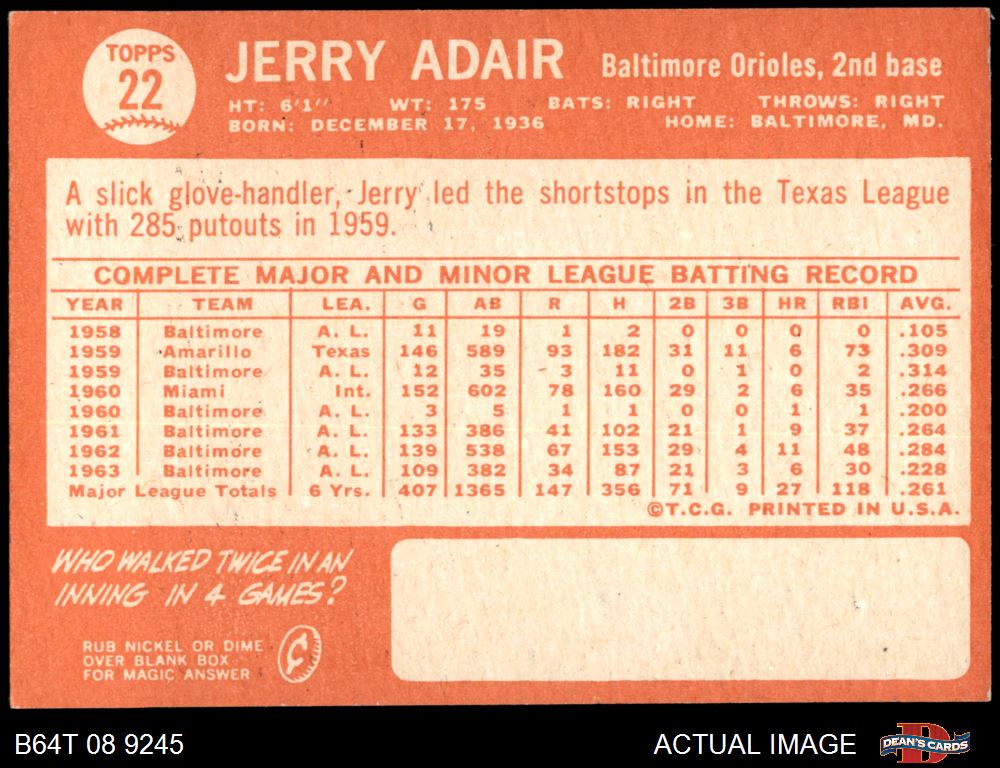 TOPPS
22
JERRY ADAIR Baltimore Orioles, 2nd base
HT: 6'1" WT: 175 BATS: RIGHT THROWS: RIGHT
BORN: DECEMBER 17, 1936 HOME: BALTIMORE, MD.
A slick glove-handler, Jerry led the shortstops in the Texas League
with 285 putouts in 1959.
COMPLETE MAJOR AND MINOR LEAGUE BATTING RECORD
YEAR TEAM LEA. G AB R H 2B 3B HR RBI AVG.
1958 Baltimore A. L. 11 19 1 2 0 0 0 0 .105
1959 Amarillo Texas 146 589 93 182 31 11 6 73 .309
1959 Baltimore A. L. 12 35 3 11 0 1 0 2 .314
1960 Miami Int. 152 602 78 160 29 2 6 35 .266
1960 Baltimore A. L. 3 5 1 1 0 0 1 1 .200
1961 Baltimore A. L. 133 386 41 102 21 1 9 37 .264
1962 Baltimore A. L. 139 538 67 153 29 4 11 48 .284
1963 Baltimore A. L. 109 382 34 87 21 3 6 30 .228
Major League Totals 6 Yrs. 407 1365 147 356 71 9 27 118 .261
©T.C.G. PRINTED IN U.S.A.
WHO WALKED TWICE IN AN
INNING IN 4 GAMES?
RUB NICKEL OR DIME
OVER BLANK BOX
FOR MAGIC ANSWER
¢
B64T 08 9245 ACTUAL IMAGE
D
DEAN'S CARDS